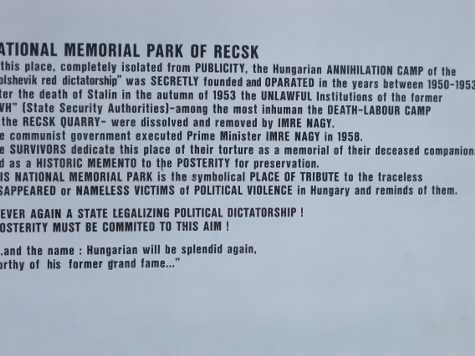 ATIONAL MEMORIAL PARK OF RECSK
this place, completely isolated from PUBLICITY, the Hungarian ANNIHILATION CAMP of the
olshevik red dictatorship" was SECRETLY founded and OPARATED in the years between 1950-1953
ter the death of Stalin in the autumn of 1953 the UNLAWFUL Institutions of the former
VH" (State Security Authorities)-among the most inhuman the DEATH-LABOUR CAMP
the RECSK QUARRY- were dissolved and removed by IMRE NAGY.
e communist government executed Prime Minister IMRE NAGY in 1958.
e SURVIVORS dedicate this place of their torture as a memorial of their deceased companions
d as a HISTORIC MEMENTO to the POSTERITY for preservation.
IS NATIONAL MEMORIAL PARK is the symbolical PLACE OF TRIBUTE to the traceless
SAPPEARED or NAMELESS VICTIMS of POLITICAL VIOLENCE in Hungary and reminds of them.
EVER AGAIN A STATE LEGALIZING POLITICAL DICTATORSHIP !
OSTERITY MUST BE COMMITED TO THIS AIM !
..and the name : Hungarian will be splendid again,
orthy of his former grand fame..."